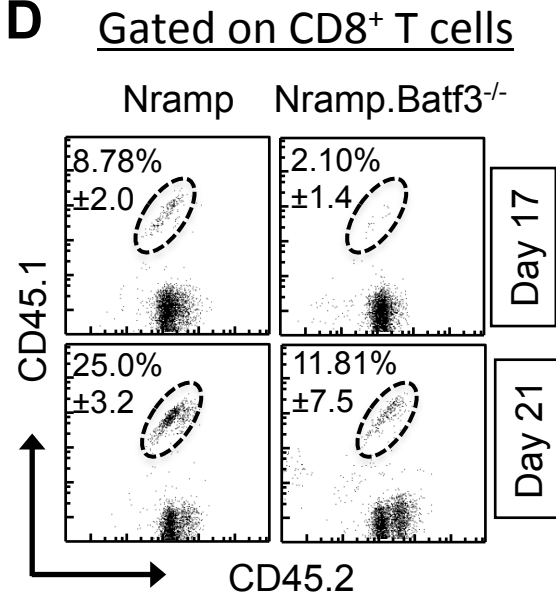 D
Gated on CD8⁺ T cells
Nramp
Nramp.Batf3⁻/⁻
8.78%
±2.0
2.10%
±1.4
Day 17
CD45.1
25.0%
±3.2
11.81%
±7.5
Day 21
CD45.2